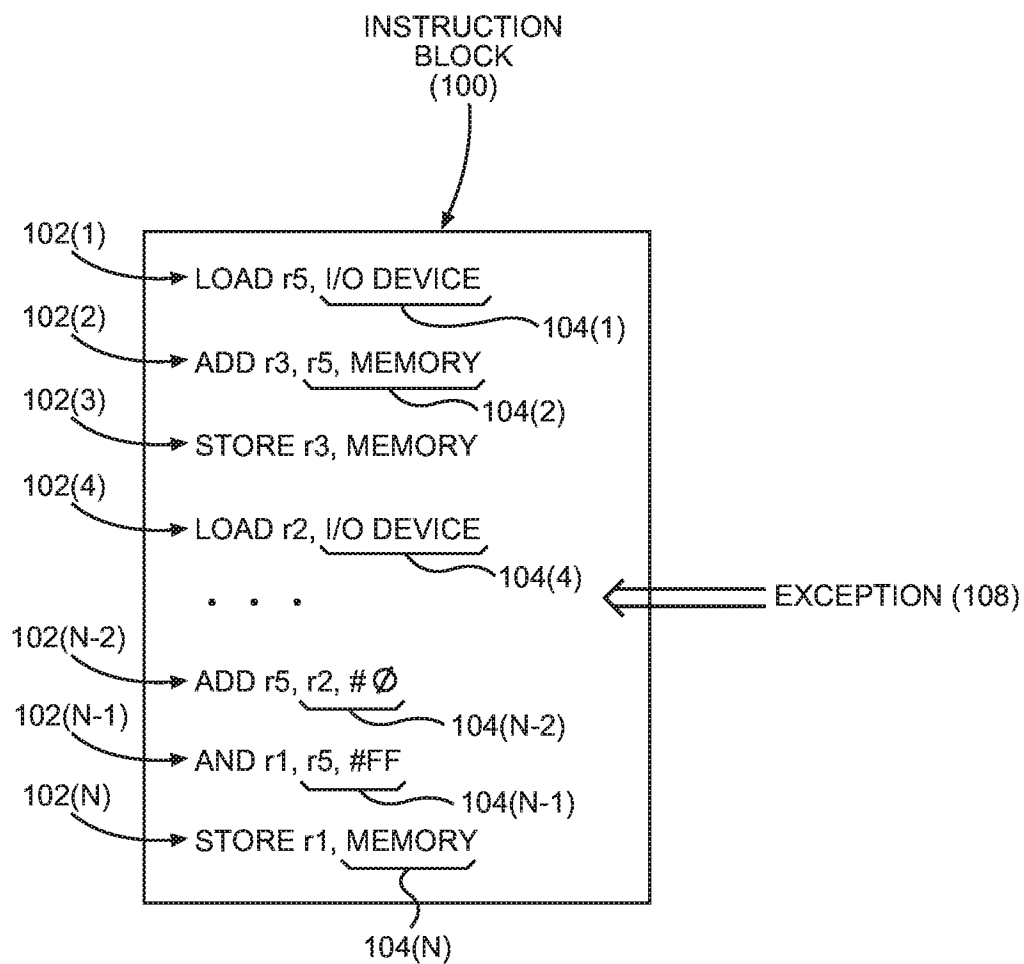 INSTRUCTION
BLOCK
(100)
102(1)
LOAD r5, I/O DEVICE
104(1)
102(2)
ADD r3, r5, MEMORY
104(2)
102(3)
STORE r3, MEMORY
102(4)
LOAD r2, I/O DEVICE
104(4)
. . .
EXCEPTION (108)
102(N-2)
ADD r5, r2, #Ø
104(N-2)
102(N-1)
AND r1, r5, #FF
104(N-1)
102(N)
STORE r1, MEMORY
104(N)